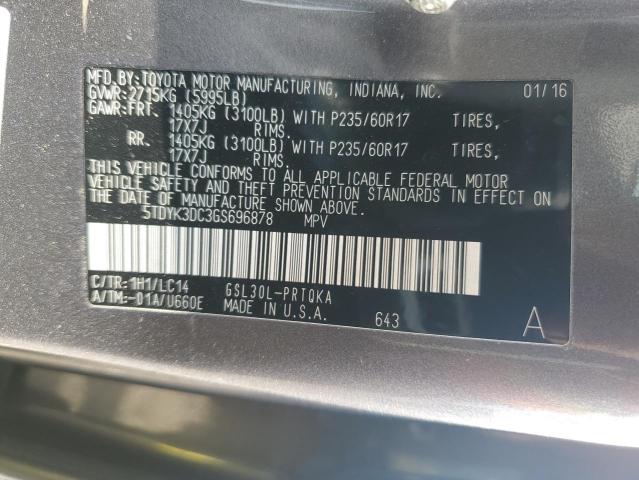 MFD.BY:TOYOTA MOTOR MANUFACTURING, INDIANA, INC. 01/16
GVWR:2715KG (5995LB)
GAWR:FRT. 1405KG (3100LB) WITH P235/60R17 TIRES,
17X7J RIMS.
RR. 1405KG (3100LB) WITH P235/60R17 TIRES,
17X7J RIMS.
THIS VEHICLE CONFORMS TO ALL APPLICABLE FEDERAL MOTOR
VEHICLE SAFETY AND THEFT PREVENTION STANDARDS IN EFFECT ON
THE DATE OF MANUFACTURE SHOWN ABOVE.
5TDYK3DC3GS696878 MPV
C/TR:1H1/LC14 GSL30L-PRTQKA
A/TM:-01A/U660E MADE IN U.S.A. 643 A